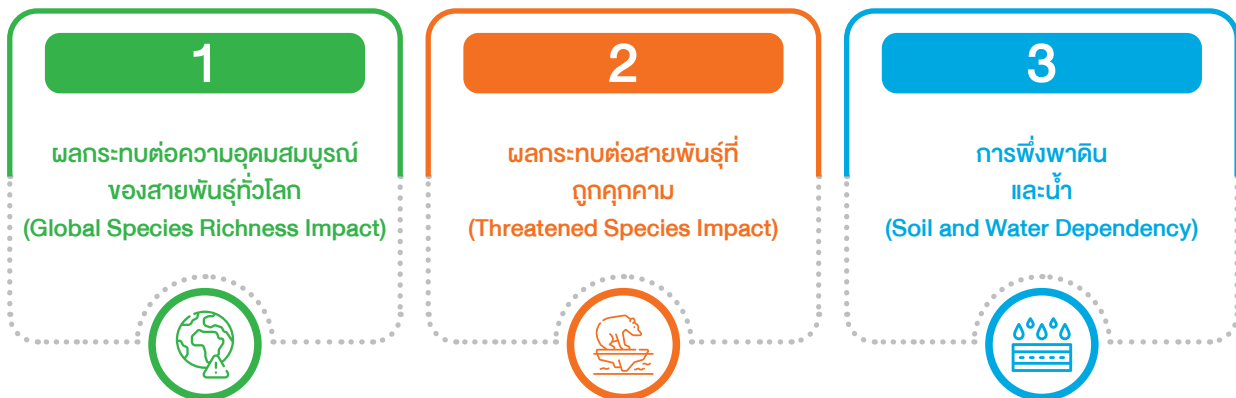 1
ผลกระทบต่อความอุดมสมบูรณ์
ของสายพันธุ์ทั่วโลก
(Global Species Richness Impact)
2
ผลกระทบต่อสายพันธุ์ที่
ถูกคุกคาม
(Threatened Species Impact)
3
การพึ่งพาดิน
และน้ำ
(Soil and Water Dependency)